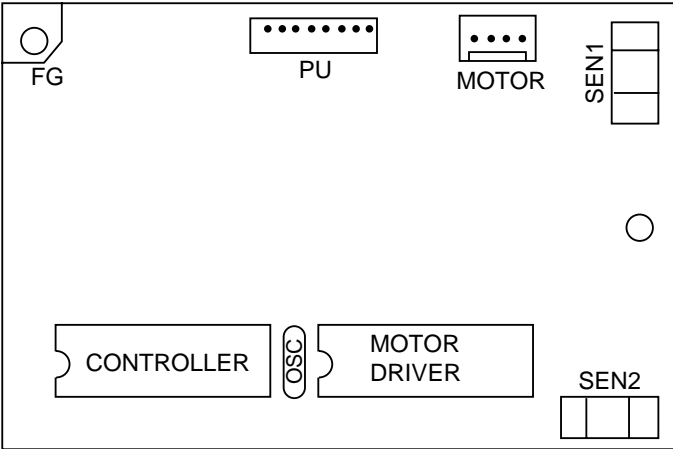 FG
PU
MOTOR
SEN1
CONTROLLER
OSC
MOTOR
DRIVER
SEN2